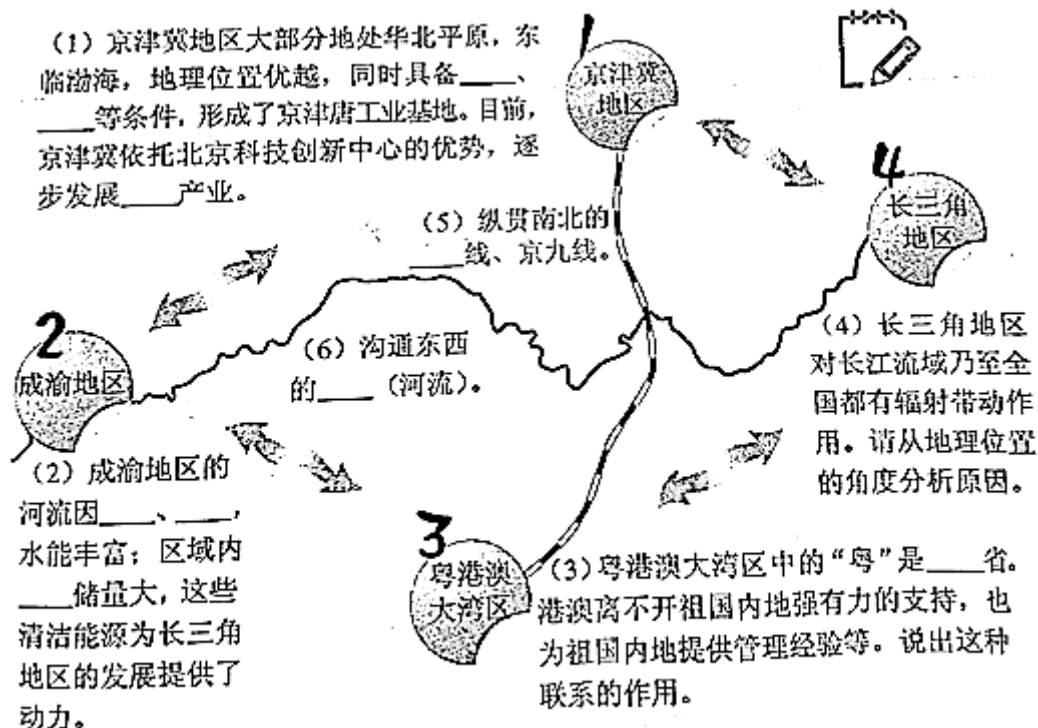 （1）京津冀地区大部分地处华北平原，东
临渤海，地理位置优越，同时具备____、
____等条件，形成了京津唐工业基地。目前，
京津冀依托北京科技创新中心的优势，逐
步发展____产业。
1
京津冀
地区
4
长三角
地区
（5）纵贯南北的
____线、京九线。
2
成渝地区
（6）沟通东西
的____（河流）。
（4）长三角地区
对长江流域乃至全
国都有辐射带动作
用。请从地理位置
的角度分析原因。
（2）成渝地区的
河流因____、____，
水能丰富；区域内
____储量大，这些
清洁能源为长三角
地区的发展提供了
动力。
3
粤港澳
大湾区
（3）粤港澳大湾区中的“粤”是____省。
港澳离不开祖国内地强有力的支持，也
为祖国内地提供管理经验等。说出这种
联系的作用。